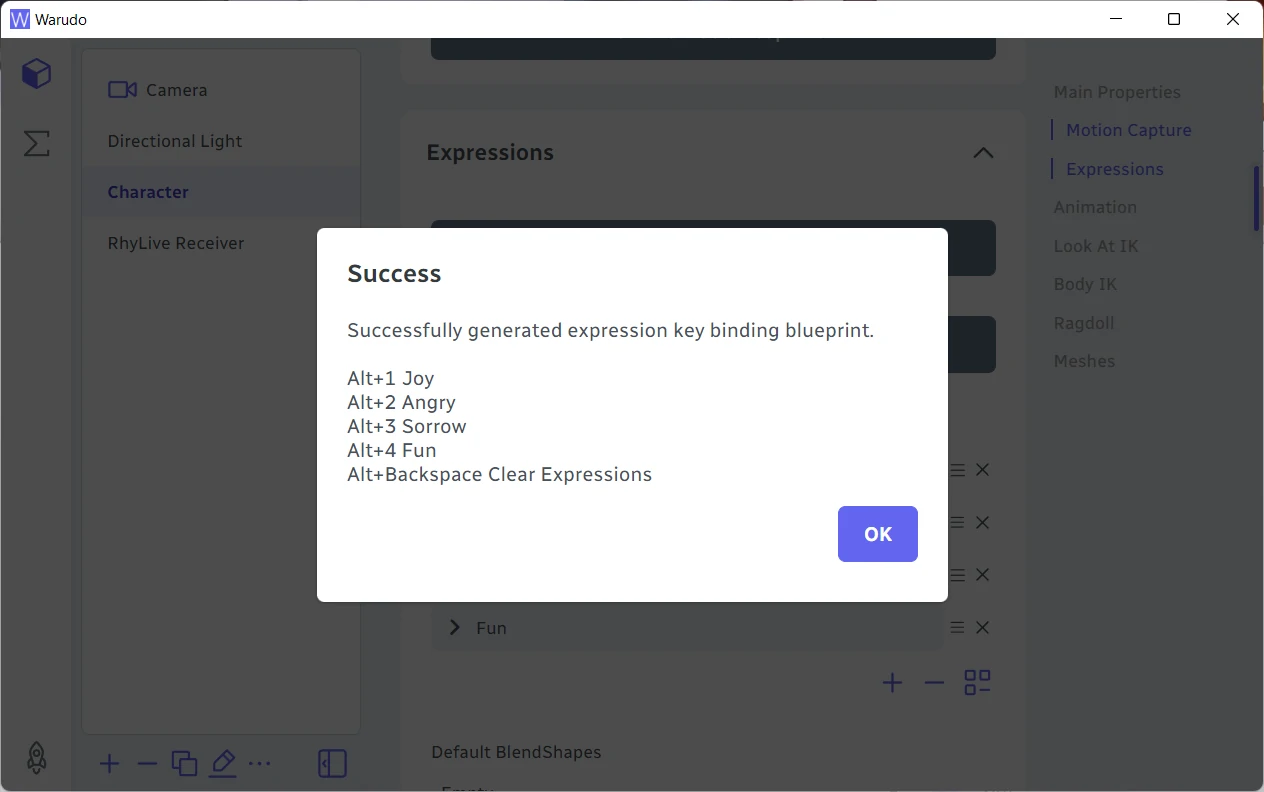 Warudo
Camera
Directional Light
Character
RhyLive Receiver
Expressions
Main Properties
Motion Capture
Expressions
Animation
Look At IK
Body IK
Ragdoll
Meshes
Success
Successfully generated expression key binding blueprint.
Alt+1 Joy
Alt+2 Angry
Alt+3 Sorrow
Alt+4 Fun
Alt+Backspace Clear Expressions
OK
Fun
Default BlendShapes